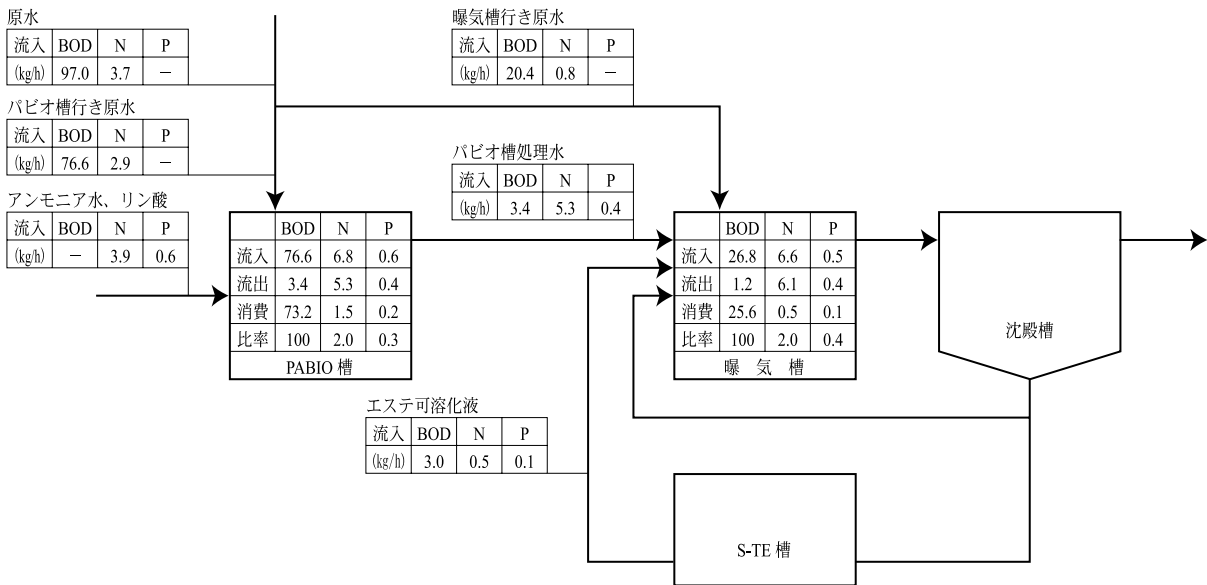 原水
流入 BOD N P
(kg/h) 97.0 3.7 −
パビオ槽行き原水
流入 BOD N P
(kg/h) 76.6 2.9 −
アンモニア水、リン酸
流入 BOD N P
(kg/h) − 3.9 0.6
曝気槽行き原水
流入 BOD N P
(kg/h) 20.4 0.8 −
パビオ槽処理水
流入 BOD N P
(kg/h) 3.4 5.3 0.4
BOD N P
流入 76.6 6.8 0.6
流出 3.4 5.3 0.4
消費 73.2 1.5 0.2
比率 100 2.0 0.3
PABIO 槽
BOD N P
流入 26.8 6.6 0.5
流出 1.2 6.1 0.4
消費 25.6 0.5 0.1
比率 100 2.0 0.4
曝 気 槽
沈殿槽
エステ可溶化液
流入 BOD N P
(kg/h) 3.0 0.5 0.1
S-TE 槽